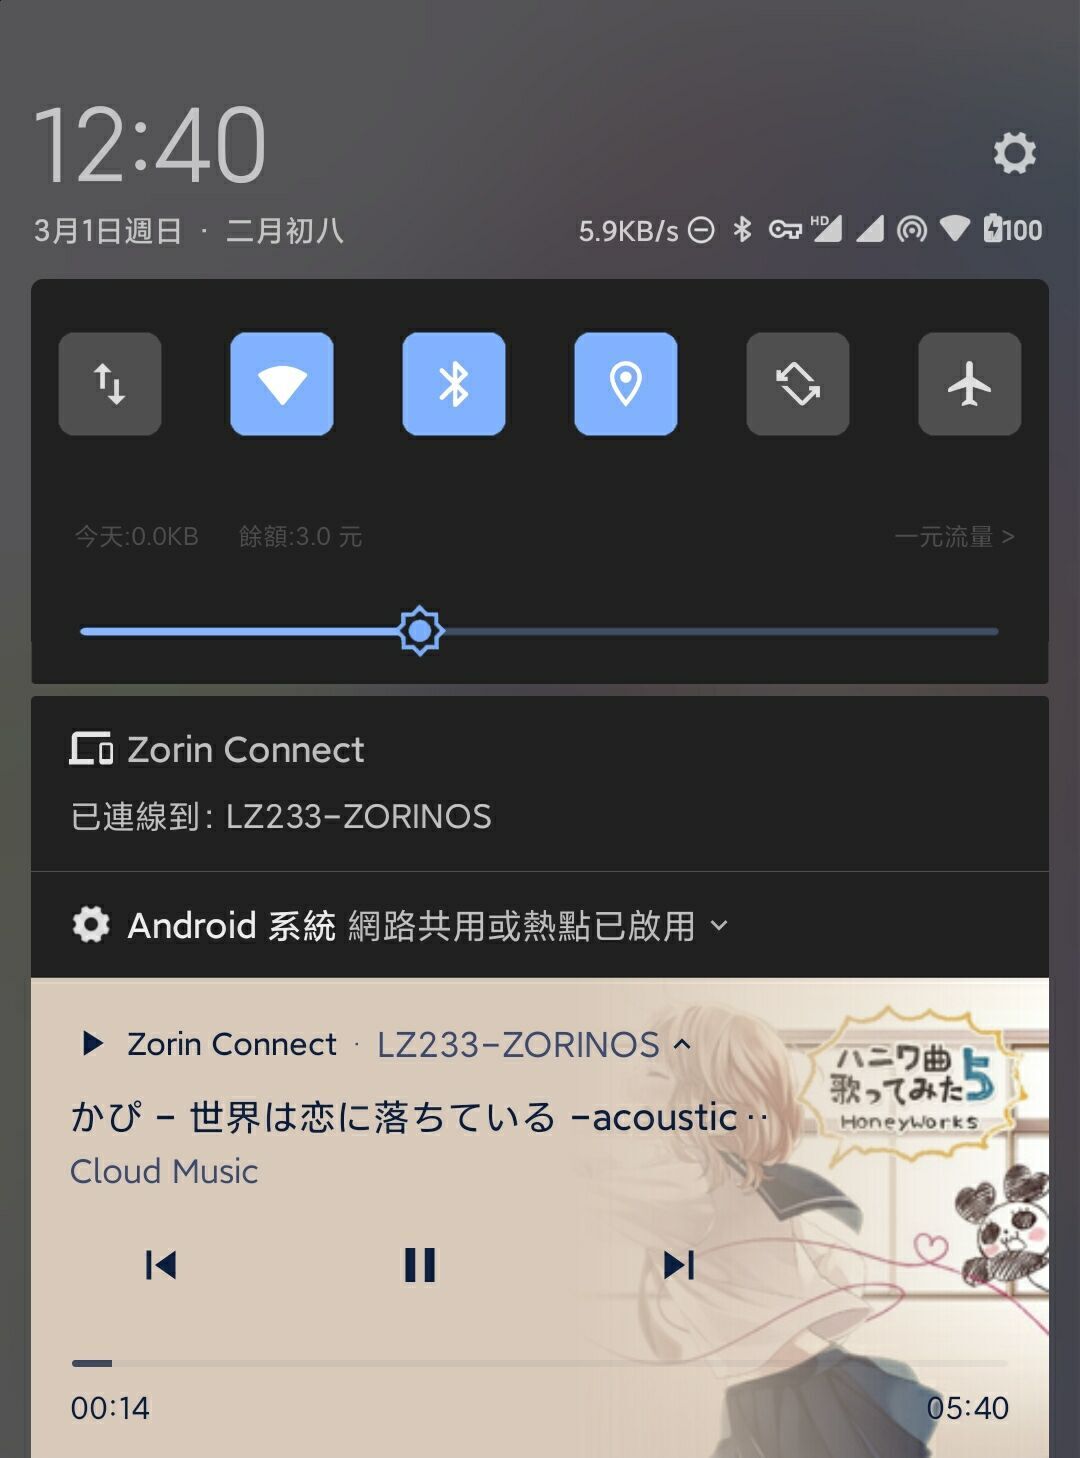 12:40
3月1日週日 · 二月初八
5.9KB/s HD 100
今天:0.0KB 餘額:3.0 元 一元流量 >
Zorin Connect
已連線到: LZ233-ZORINOS
Android 系統 網路共用或熱點已啟用
Zorin Connect · LZ233-ZORINOS
かぴ - 世界は恋に落ちている -acoustic ··
Cloud Music
ハニワ曲
歌ってみた5
HoneyWorks
00:14 05:40